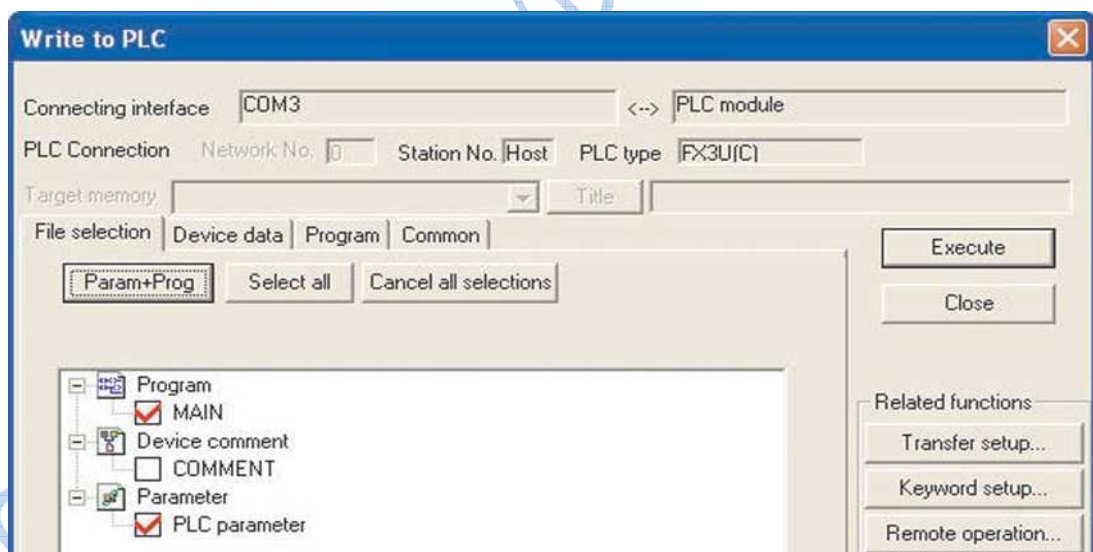 Write to PLC
Connecting interface COM3 <--> PLC module
PLC Connection Network No. 0 Station No. Host PLC type FX3U(C)
Target memory Title
File selection Device data Program Common
Execute
Param+Prog Select all Cancel all selections
Close
Program
MAIN
Device comment
COMMENT
Parameter
PLC parameter
Related functions
Transfer setup...
Keyword setup...
Remote operation...